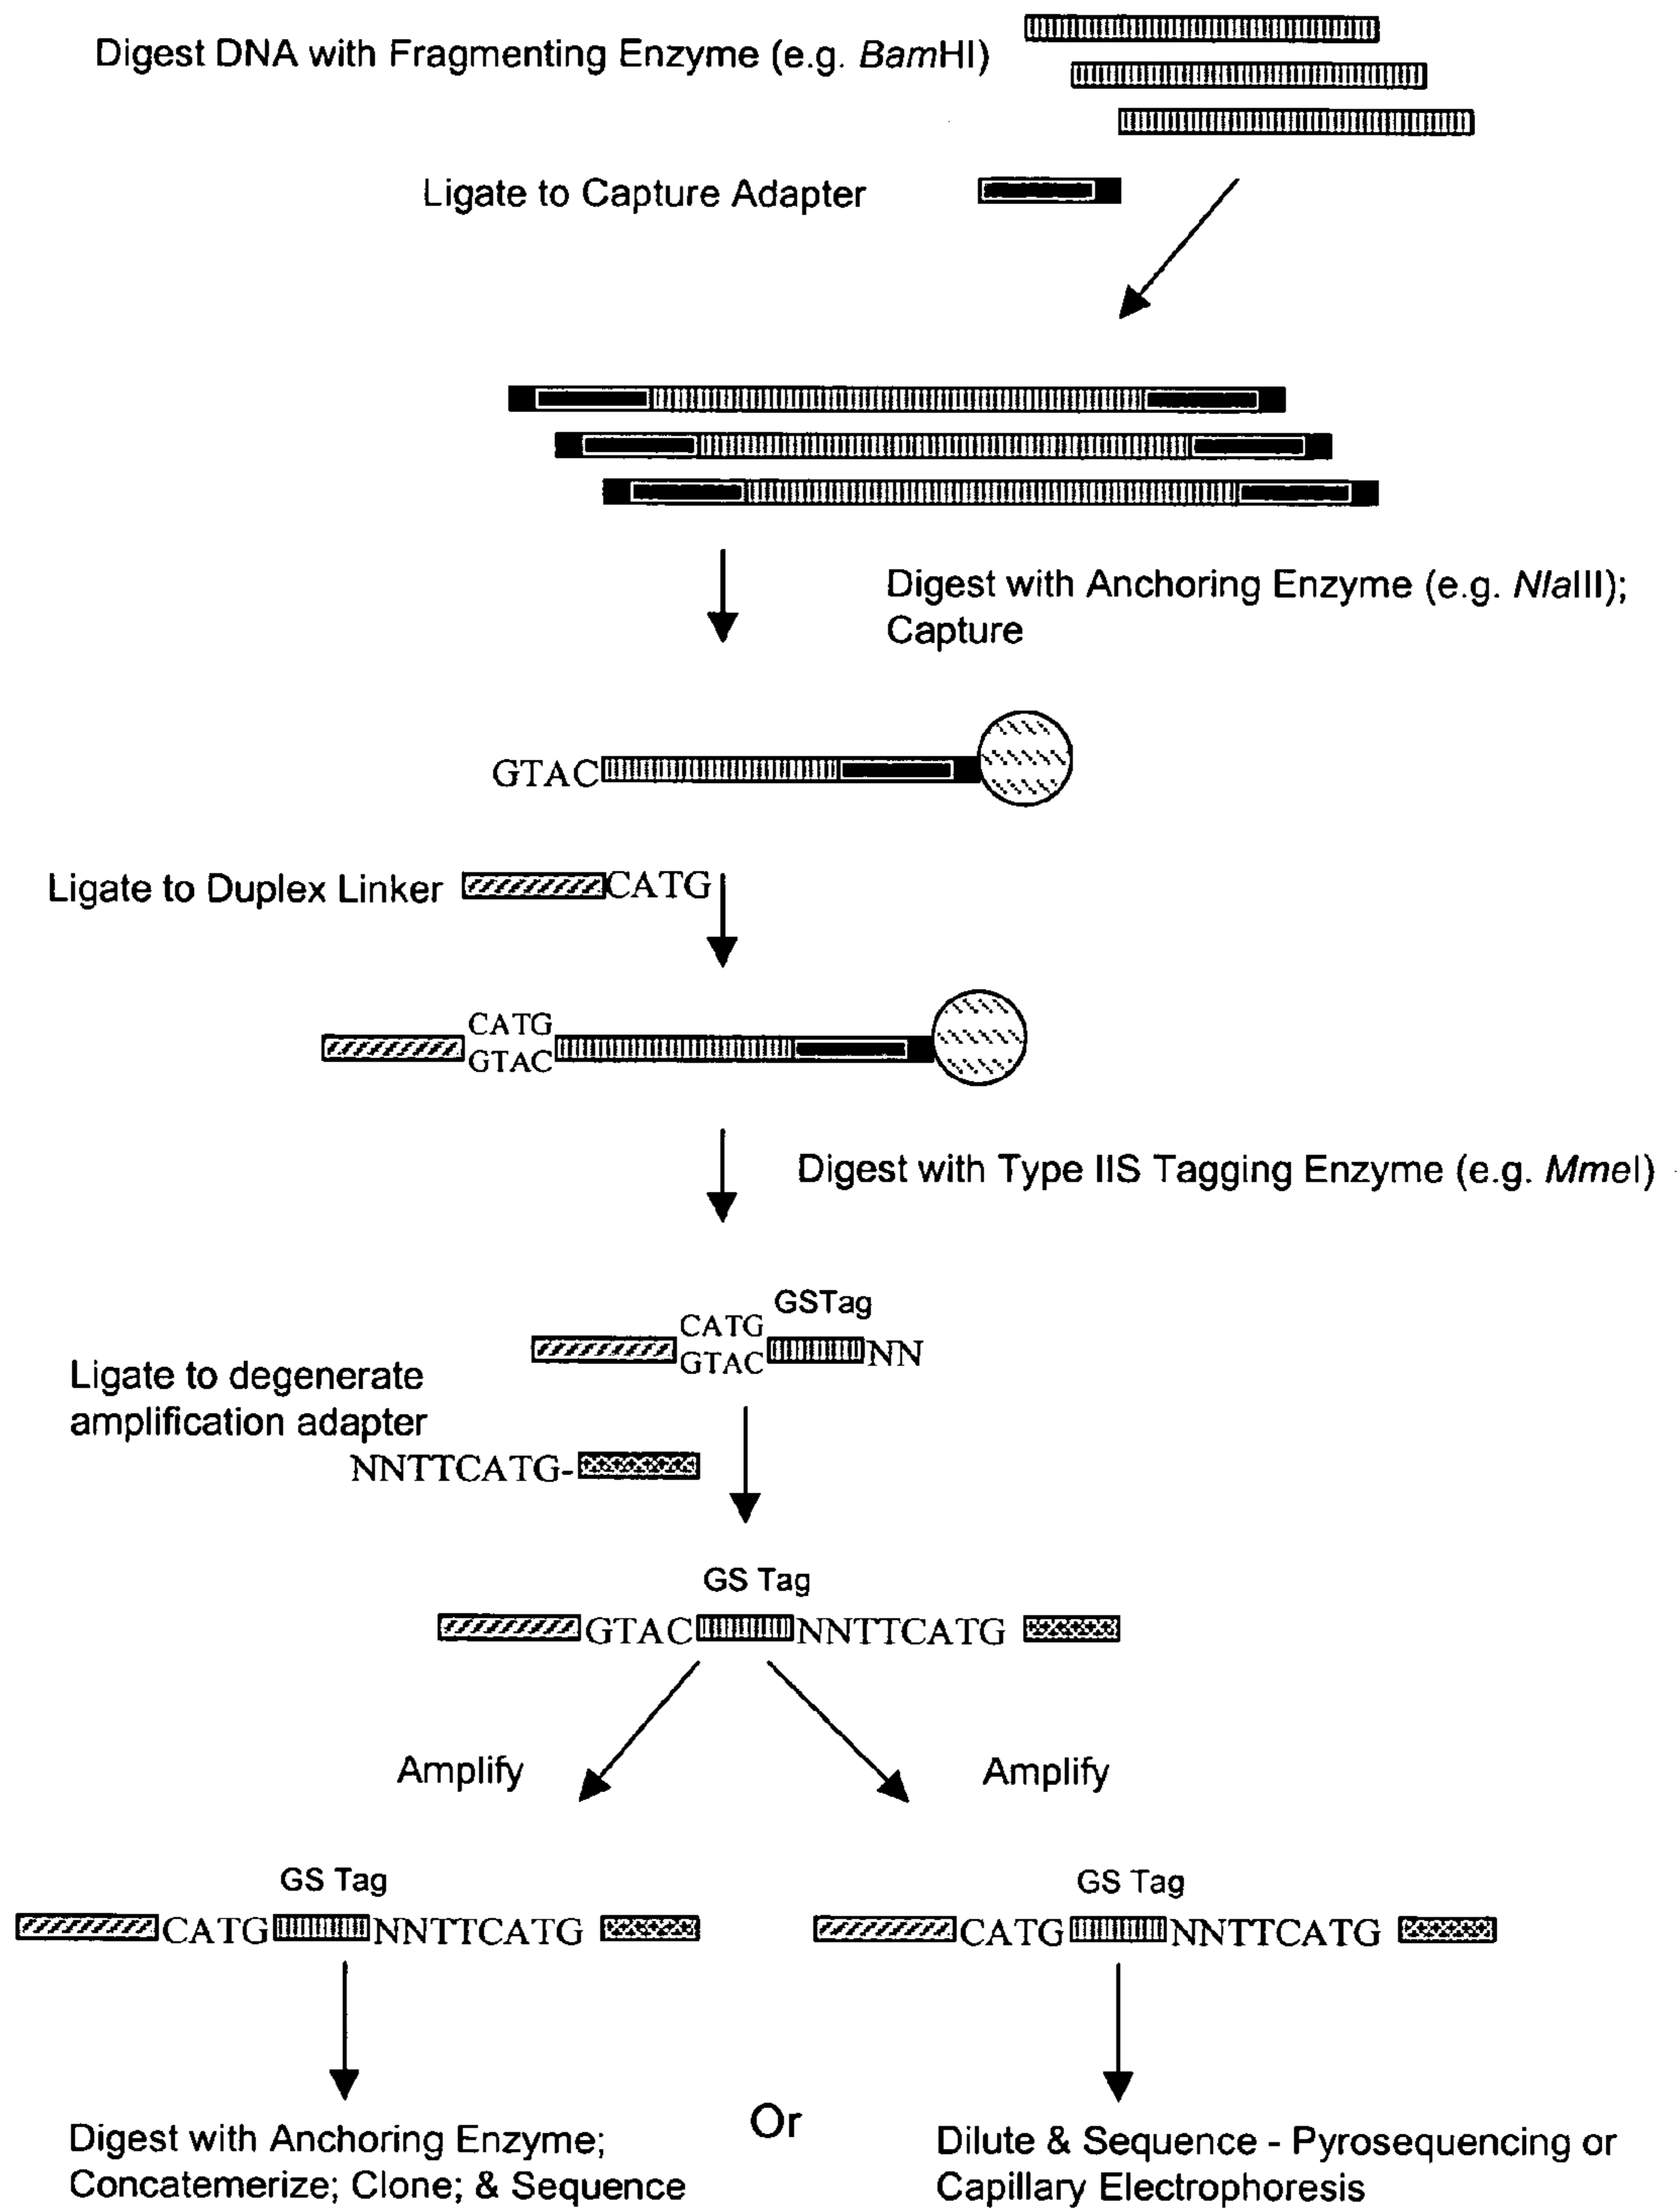 Digest DNA with Fragmenting Enzyme (e.g. BamHI)
Ligate to Capture Adapter
Digest with Anchoring Enzyme (e.g. NlaIII);
Capture
GTAC
Ligate to Duplex Linker
CATG
CATG
GTAC
Digest with Type IIS Tagging Enzyme (e.g. MmeI)
GSTag
CATG
GTAC
NN
Ligate to degenerate
amplification adapter
NNTTCATG-
GS Tag
GTAC NNTTCATG
Amplify
Amplify
GS Tag
CATG NNTTCATG
GS Tag
CATG NNTTCATG
Digest with Anchoring Enzyme;
Concatemerize; Clone; & Sequence
Or
Dilute & Sequence - Pyrosequencing or
Capillary Electrophoresis